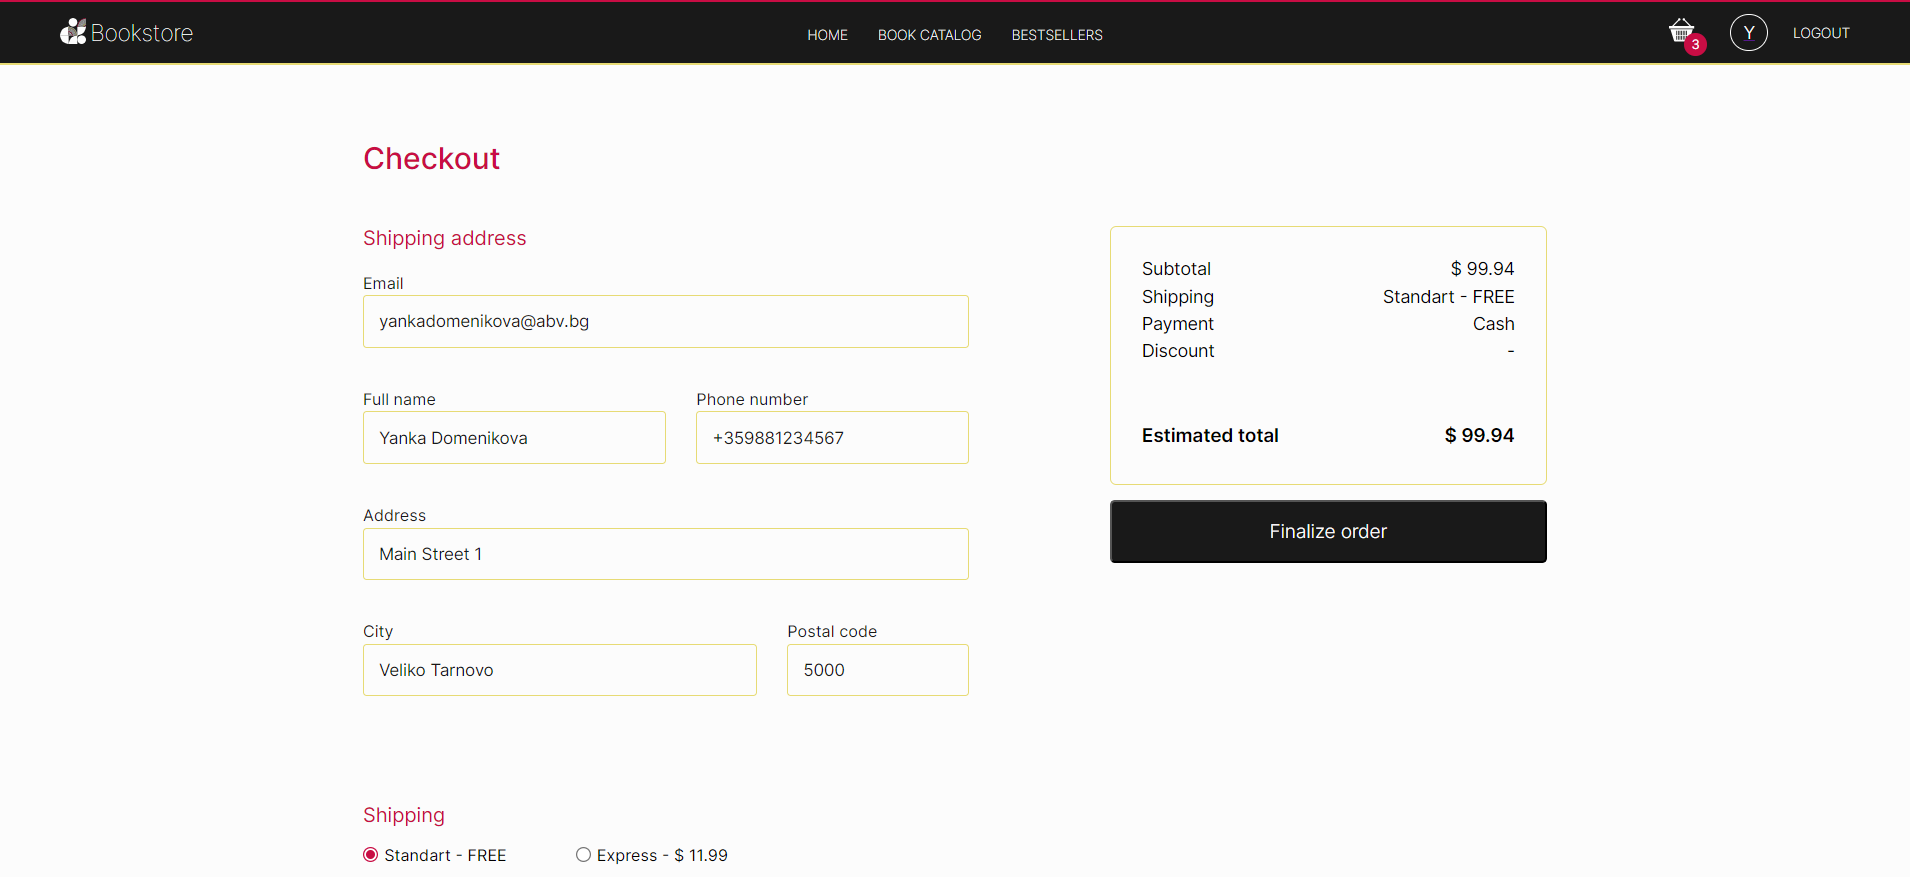 Bookstore
HOME BOOK CATALOG BESTSELLERS
3
Y
LOGOUT
Checkout
Shipping address
Email
yankadomenikova@abv.bg
Full name Phone number
Yanka Domenikova +359881234567
Address
Main Street 1
City Postal code
Veliko Tarnovo 5000
Shipping
Standart - FREE Express - $ 11.99
Subtotal $ 99.94
Shipping Standart - FREE
Payment Cash
Discount -
Estimated total $ 99.94
Finalize order